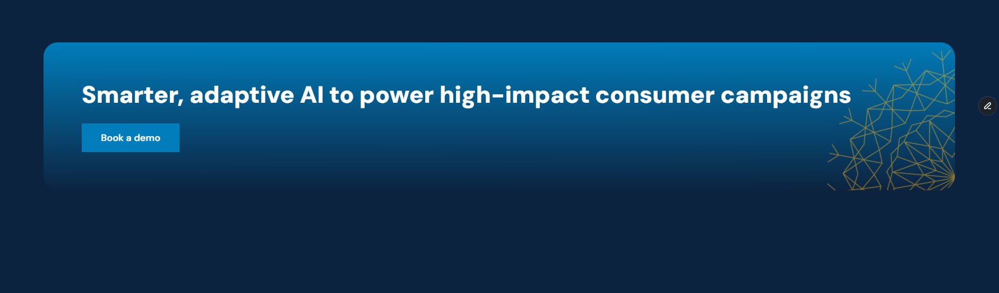 Smarter, adaptive AI to power high-impact consumer campaigns
Book a demo